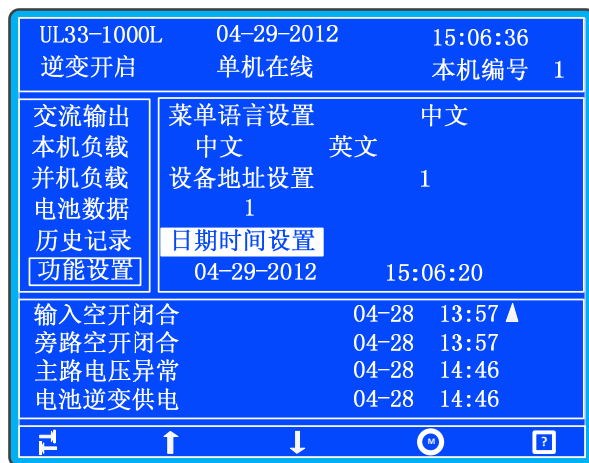 UL33-1000L 04-29-2012 15:06:36
逆变开启 单机在线 本机编号 1
交流输出 菜单语言设置 中文
本机负载 中文 英文
并机负载 设备地址设置 1
电池数据 1
历史记录 日期时间设置
功能设置 04-29-2012 15:06:20
输入空开闭合 04-28 13:57
旁路空开闭合 04-28 13:57
主路电压异常 04-28 14:46
电池逆变供电 04-28 14:46
M ?